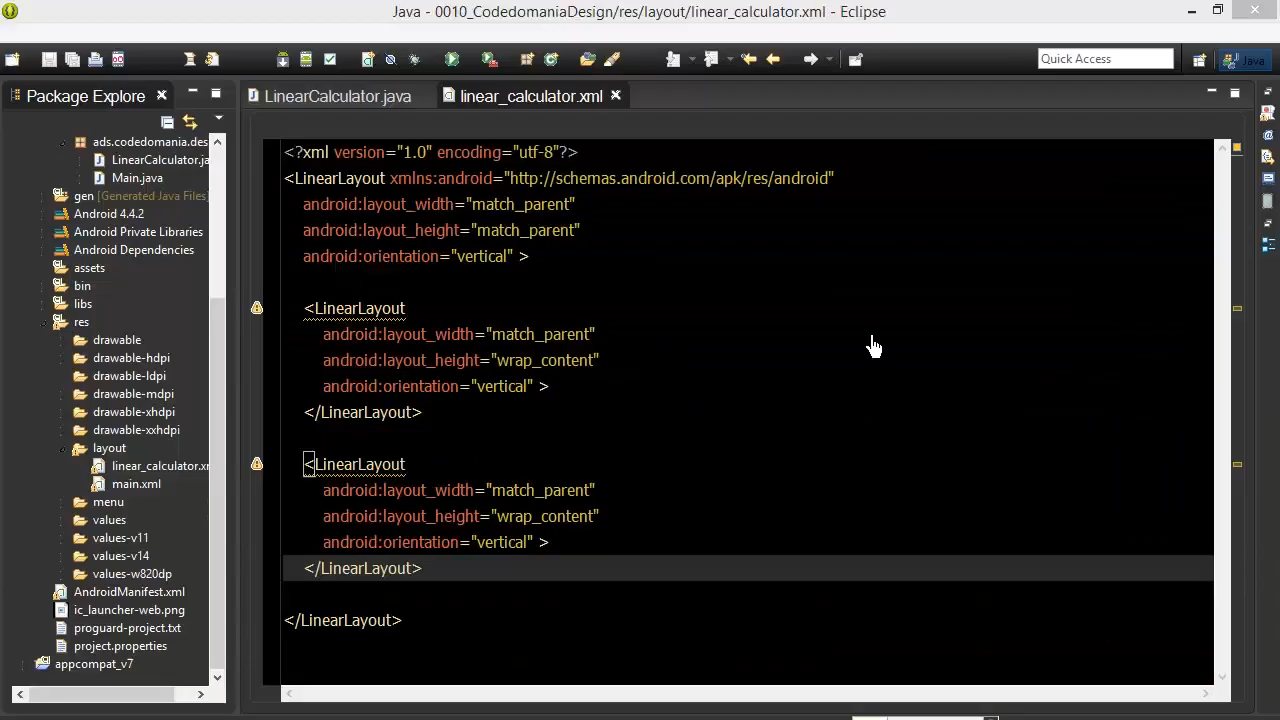 Java - 0010_CodedomaniaDesign/res/layout/linear_calculator.xml - Eclipse
Quick Access
Java
Package Explore
LinearCalculator.java
linear_calculator.xml
ads.codedomania.des
LinearCalculator.ja
Main.java
gen [Generated Java Files]
Android 4.4.2
Android Private Libraries
Android Dependencies
assets
bin
libs
res
drawable
drawable-hdpi
drawable-ldpi
drawable-mdpi
drawable-xhdpi
drawable-xxhdpi
layout
linear_calculator.xr
main.xml
menu
values
values-v11
values-v14
values-w820dp
AndroidManifest.xml
ic_launcher-web.png
proguard-project.txt
project.properties
appcompat_v7
<?xml version="1.0" encoding="utf-8"?>
<LinearLayout xmlns:android="http://schemas.android.com/apk/res/android"
android:layout_width="match_parent"
android:layout_height="match_parent"
android:orientation="vertical" >
<LinearLayout
android:layout_width="match_parent"
android:layout_height="wrap_content"
android:orientation="vertical" >
</LinearLayout>
<LinearLayout
android:layout_width="match_parent"
android:layout_height="wrap_content"
android:orientation="vertical" >
</LinearLayout>
</LinearLayout>